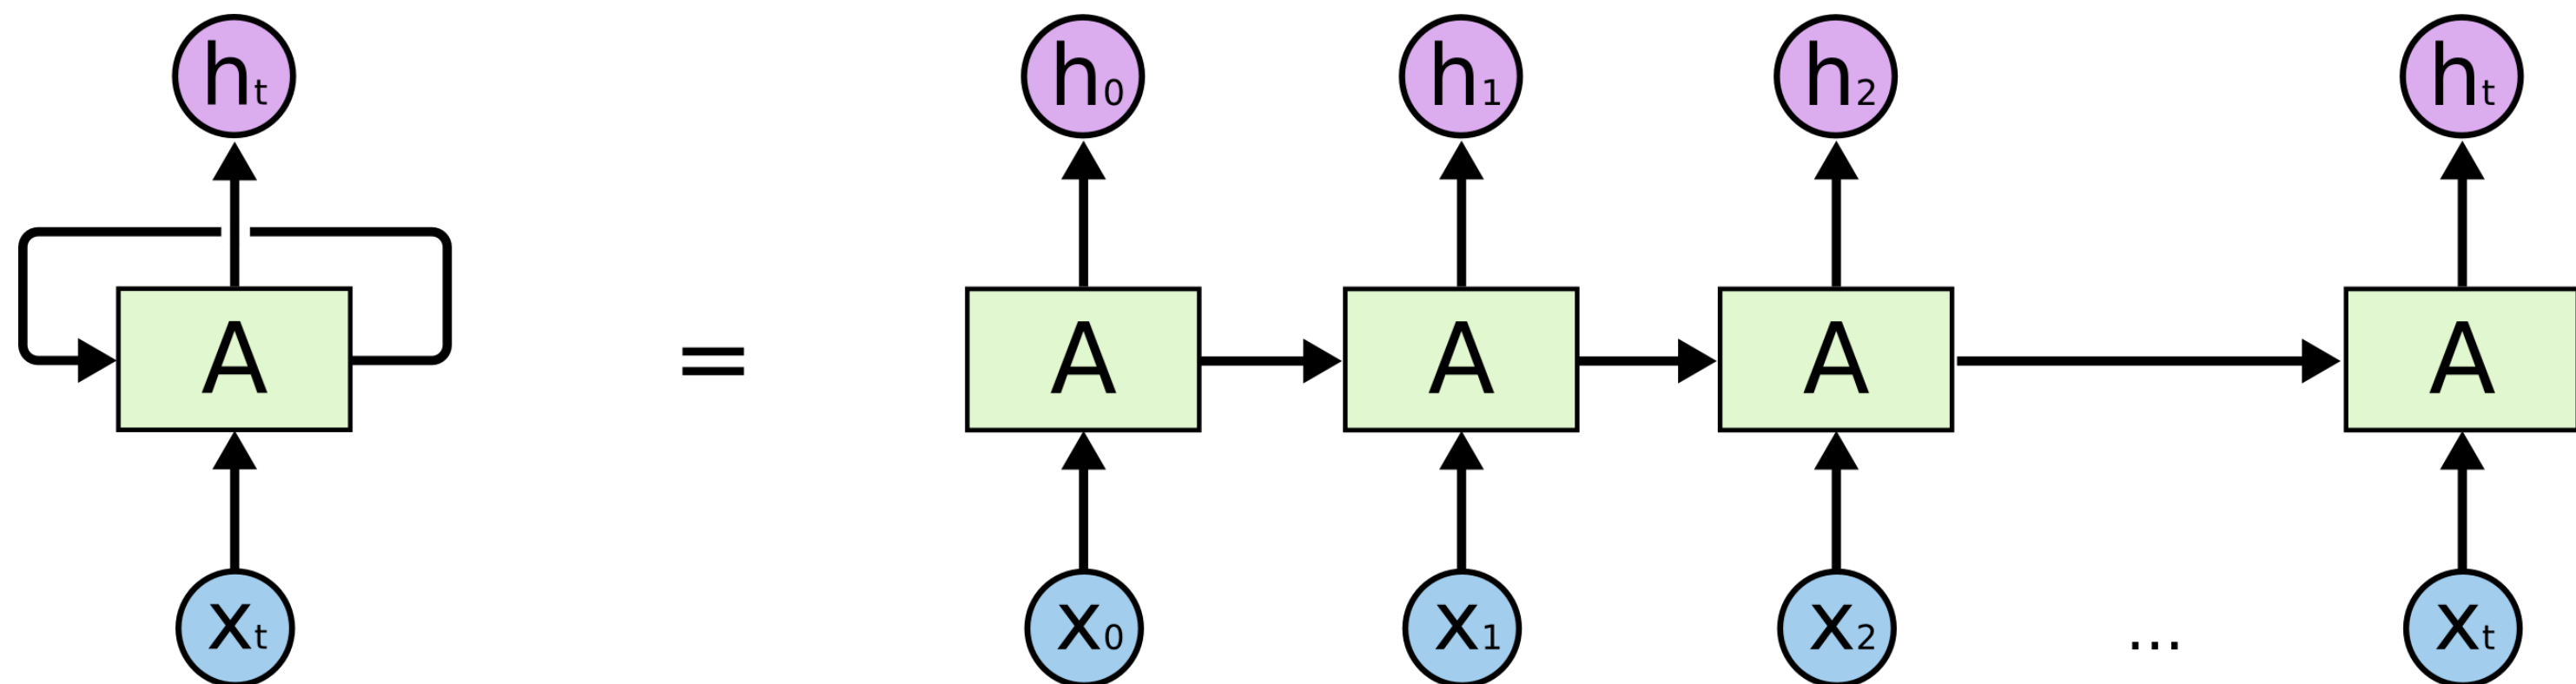 ht h0 h1 h2 ht
A = A A A A
xt x0 x1 x2 ... xt